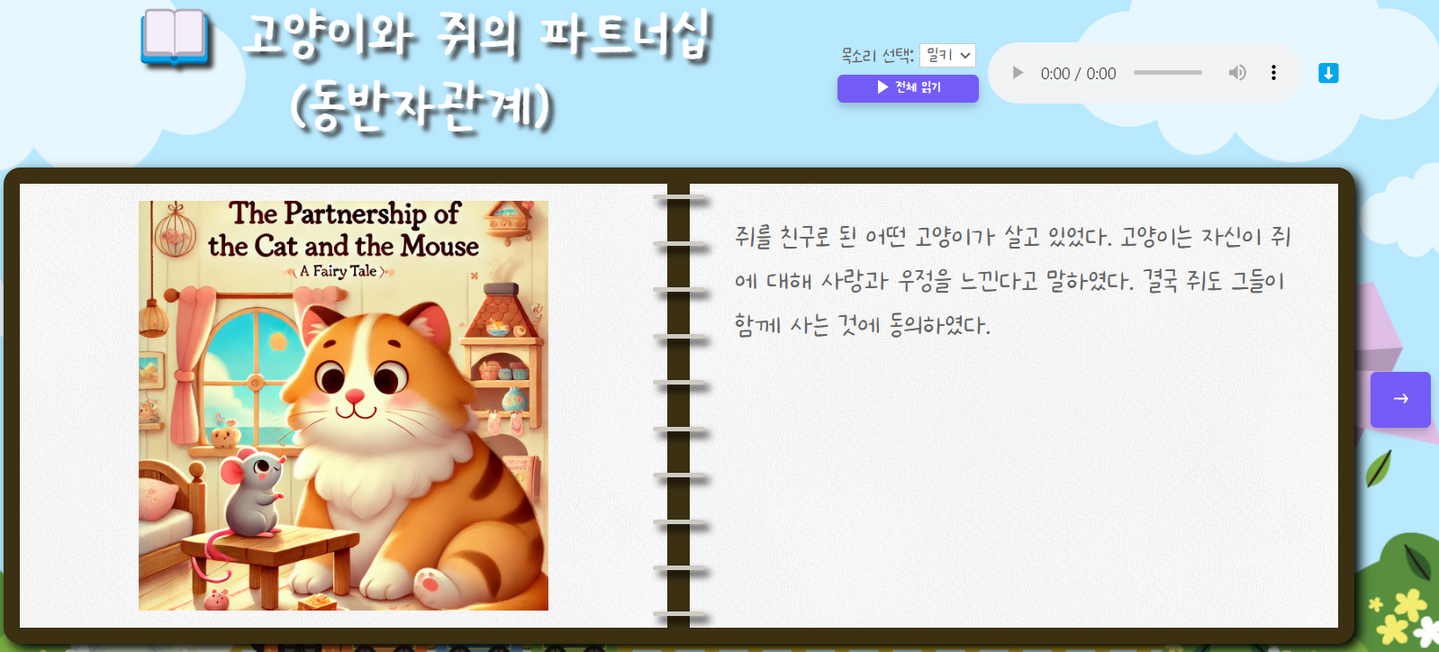 고양이와 쥐의 파트너십
(동반자관계)
목소리 선택: 밀키
▶ 전체 읽기
0:00 / 0:00
The Partnership of
the Cat and the Mouse
A Fairy Tale
쥐를 친구로 된 어떤 고양이가 살고 있었다. 고양이는 자신이 쥐
에 대해 사랑과 우정을 느낀다고 말하였다. 결국 쥐도 그들이
함께 사는 것에 동의하였다.
→